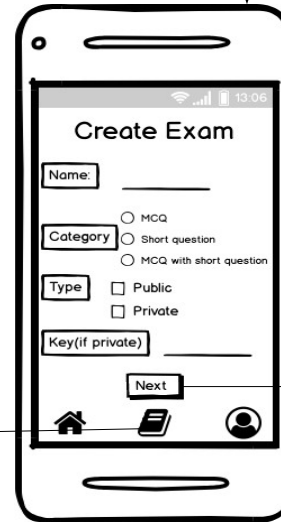 13:06
Create Exam
Name:
MCQ
Category
Short question
MCQ with short question
Type
Public
Private
Key(if private)
Next